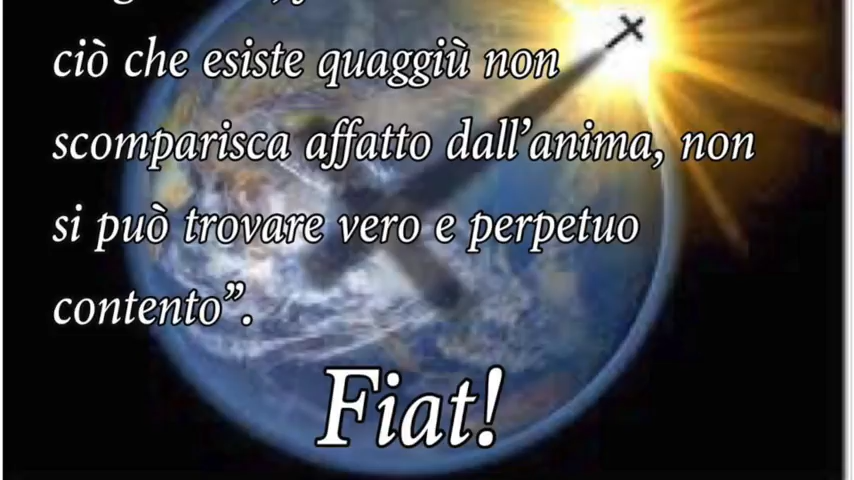 ciò che esiste quaggiù non
scomparisca affatto dall’anima, non
si può trovare vero e perpetuo
contento”.
Fiat!